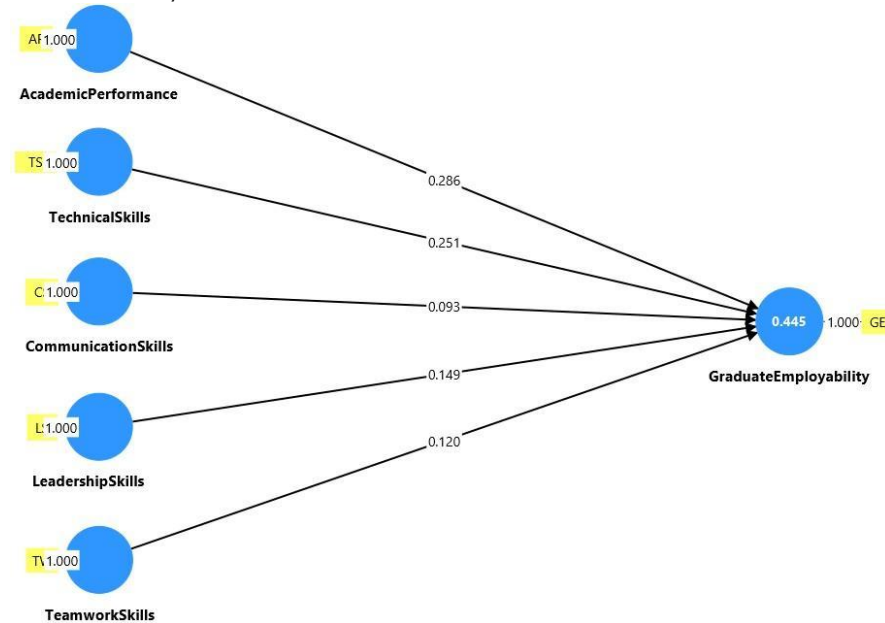 1.000
AcademicPerformance
0.286
TS 1.000
TechnicalSkills
0.251
1.000
CommunicationSkills
0.093
0.445
1.000
GE
GraduateEmployability
1.000
LeadershipSkills
0.149
1.000
TeamworkSkills
0.120